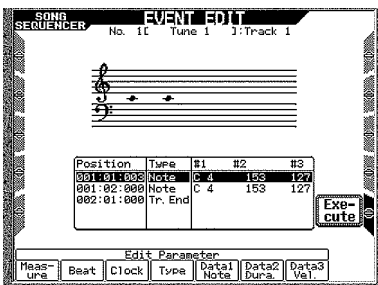 SONG
SEQUENCER
EVENT EDIT
No. 1[ Tune 1 ]:Track 1
Position Type #1 #2 #3
001:01:003 Note C 4 153 127
001:02:000 Note C 4 153 127
002:01:000 Tr. End
Exe-
cute
Edit Parameter
Meas-
ure
Beat
Clock
Type
Data1
Note
Data2
Dura.
Data3
Vel.